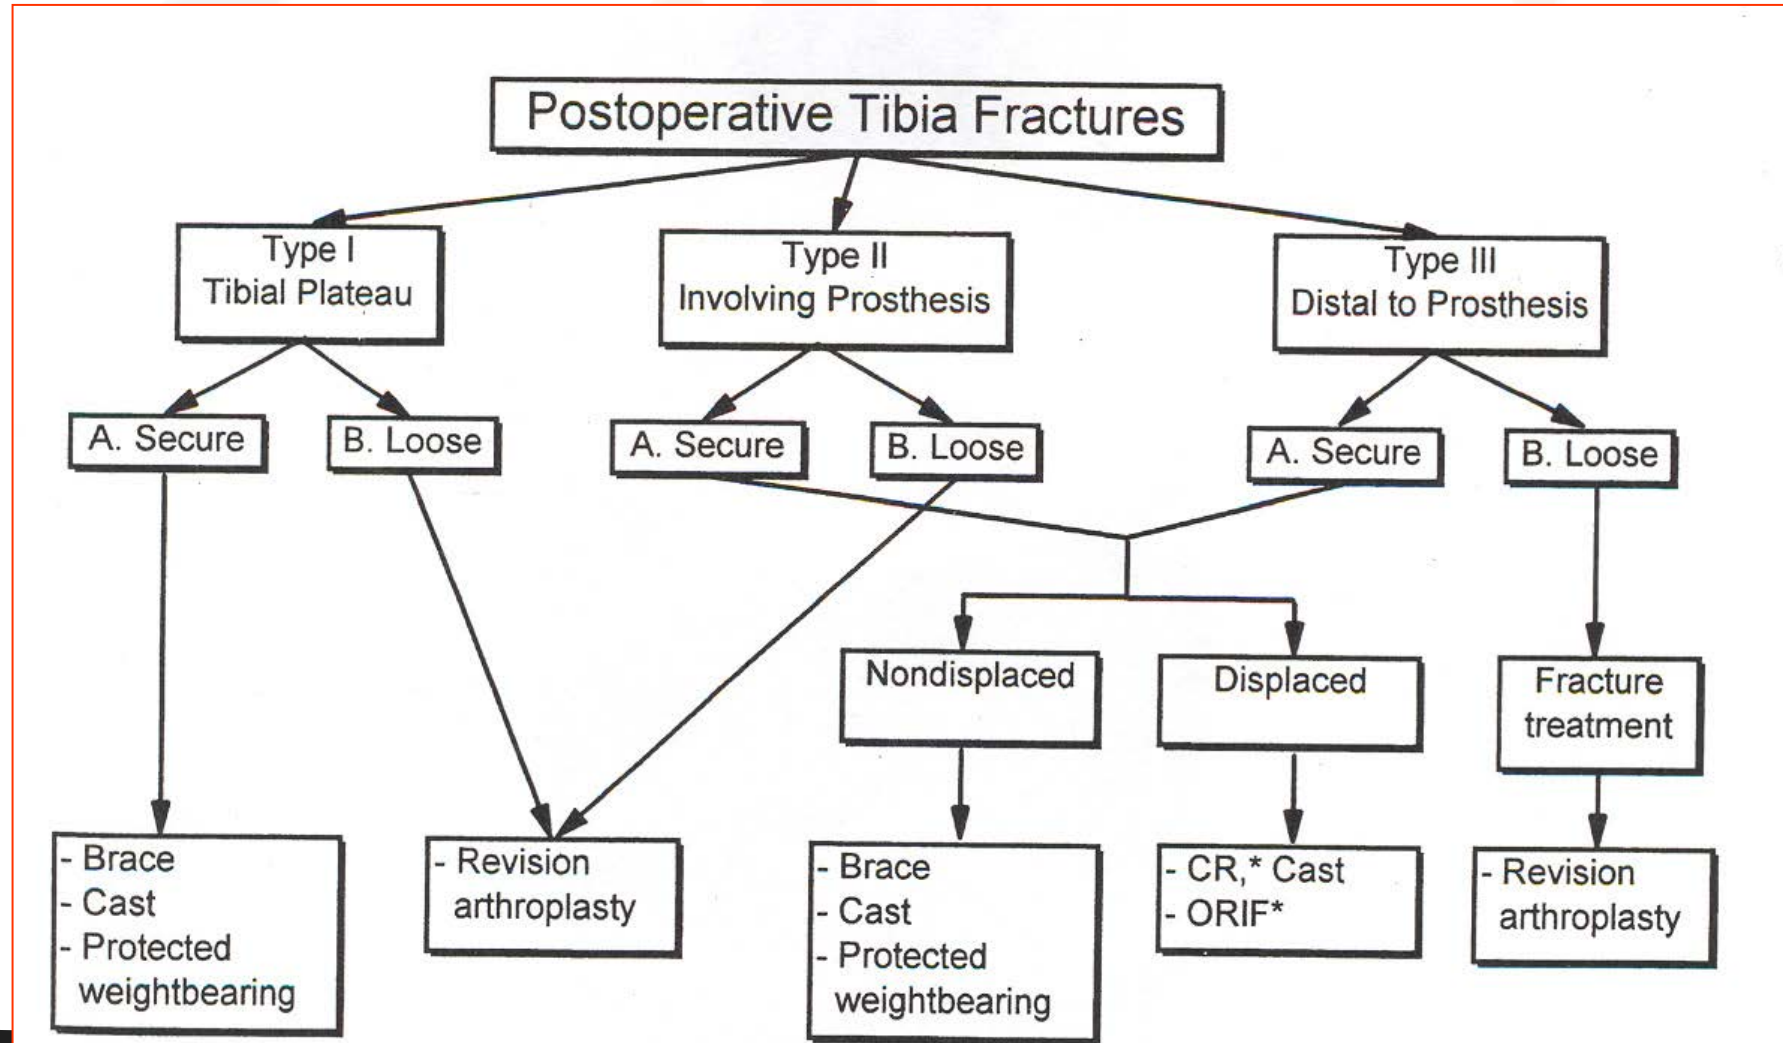 Postoperative Tibia Fractures
Type I
Tibial Plateau
Type II
Involving Prosthesis
Type III
Distal to Prosthesis
A. Secure
B. Loose
A. Secure
B. Loose
A. Secure
B. Loose
Nondisplaced
Displaced
Fracture
treatment
- Brace
- Cast
- Protected
weightbearing
- Revision
arthroplasty
- Brace
- Cast
- Protected
weightbearing
- CR,* Cast
- ORIF*
- Revision
arthroplasty